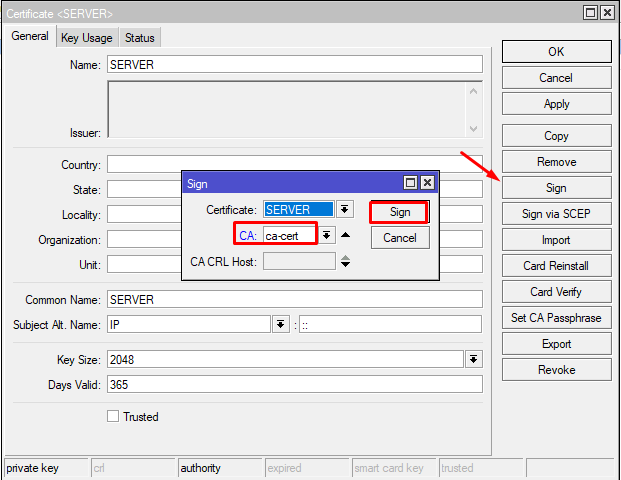 Certificate <SERVER>
General Key Usage Status
Name: SERVER
Issuer:
Country:
State:
Locality:
Organization:
Unit:
Common Name: SERVER
Subject Alt. Name: IP : ::
Key Size: 2048
Days Valid: 365
Trusted
OK
Cancel
Apply
Copy
Remove
Sign
Sign via SCEP
Import
Card Reinstall
Card Verify
Set CA Passphrase
Export
Revoke
Sign
Certificate: SERVER Sign
CA: ca-cert Cancel
CA CRL Host:
private key crl authority expired smart card key trusted